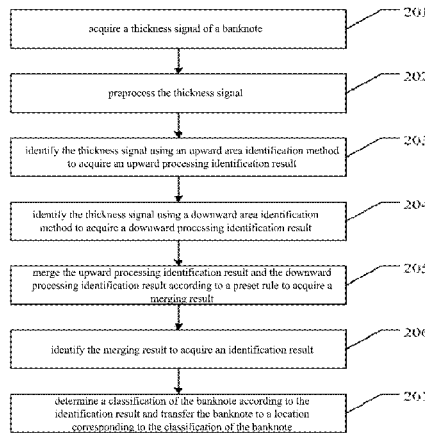 201
acquire a thickness signal of a banknote
202
preprocess the thickness signal
203
identify the thickness signal using an upward area identification method
to acquire an upward processing identification result
204
identify the thickness signal using a downward area identification
method to acquire a downward processing identification result
205
merge the upward processing identification result and the downward
processing identification result according to a preset rule to acquire a
merging result
206
identify the merging result to acquire an identification result
207
determine a classification of the banknote according to the
identification result and transfer the banknote to a location
corresponding to the classification of the banknote